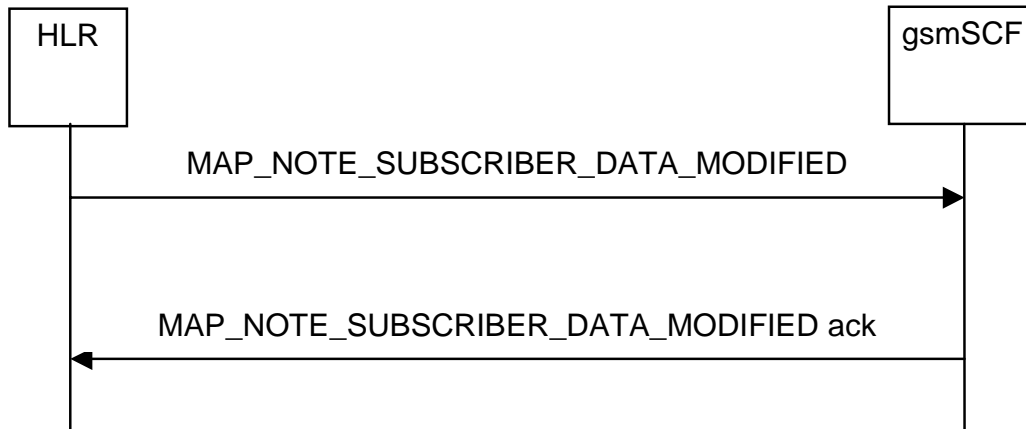 HLR
gsmSCF
MAP_NOTE_SUBSCRIBER_DATA_MODIFIED
MAP_NOTE_SUBSCRIBER_DATA_MODIFIED ack